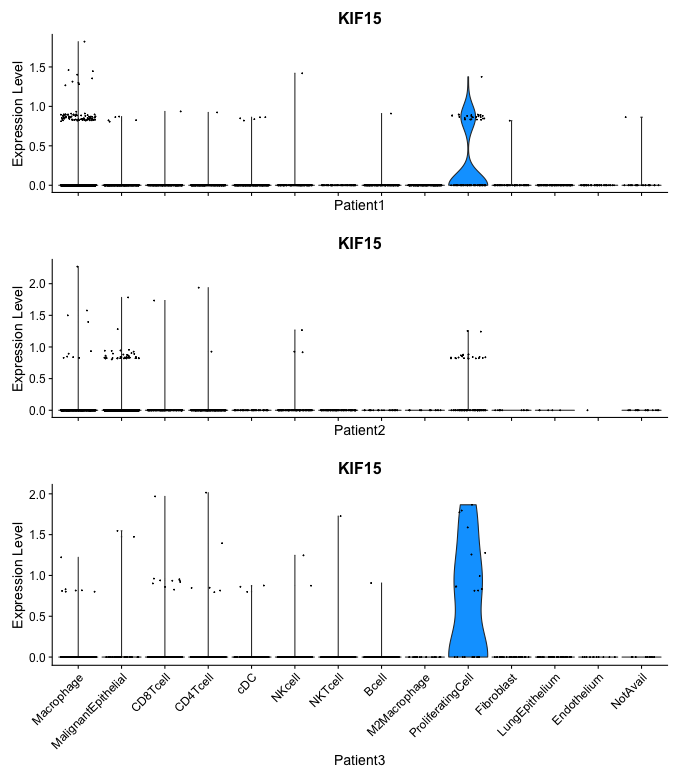 KIF15
Expression Level
1.5
1.0
0.5
0.0
Patient1
KIF15
Expression Level
2.0
1.5
1.0
0.5
0.0
Patient2
KIF15
Expression Level
2.0
1.5
1.0
0.5
0.0
Macrophage
MalignantEpithelial
CD8Tcell
CD4Tcell
cDC
NKcell
NKTcell
Bcell
M2Macrophage
ProliferatingCell
Fibroblast
LungEpithelium
Endothelium
NotAvail
Patient3